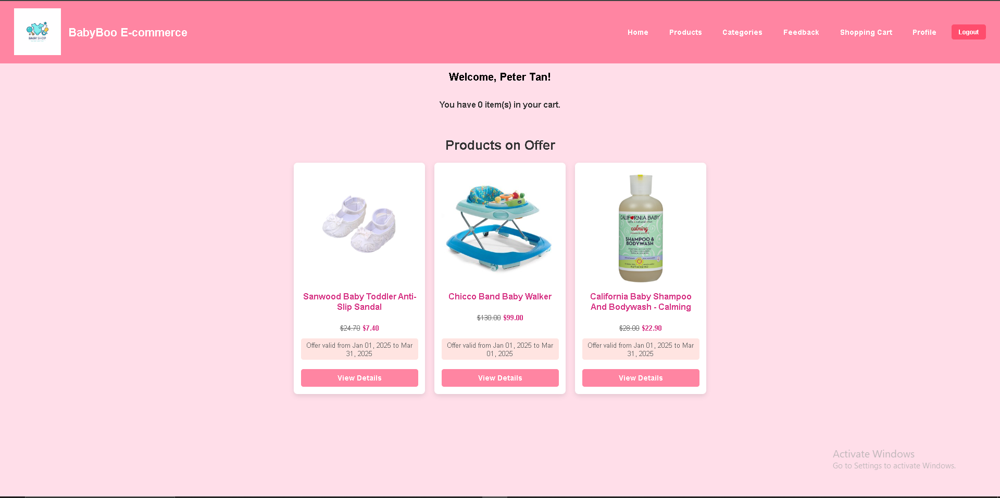 BABY SHOP
BabyBoo E-commerce
Home Products Categories Feedback Shopping Cart Profile Logout
Welcome, Peter Tan!
You have 0 item(s) in your cart.
Products on Offer
CALIFORNIA BABY
safe • natural • fun
calming
SHAMPOO &
BODYWASH
Sanwood Baby Toddler Anti-
Slip Sandal
$24.70 $7.40
Offer valid from Jan 01, 2025 to Mar
31, 2025
View Details
Chicco Band Baby Walker
$130.00 $99.00
Offer valid from Jan 01, 2025 to Mar
01, 2025
View Details
California Baby Shampoo
And Bodywash - Calming
$28.00 $22.90
Offer valid from Jan 01, 2025 to Mar
31, 2025
View Details
Activate Windows
Go to Settings to activate Windows.